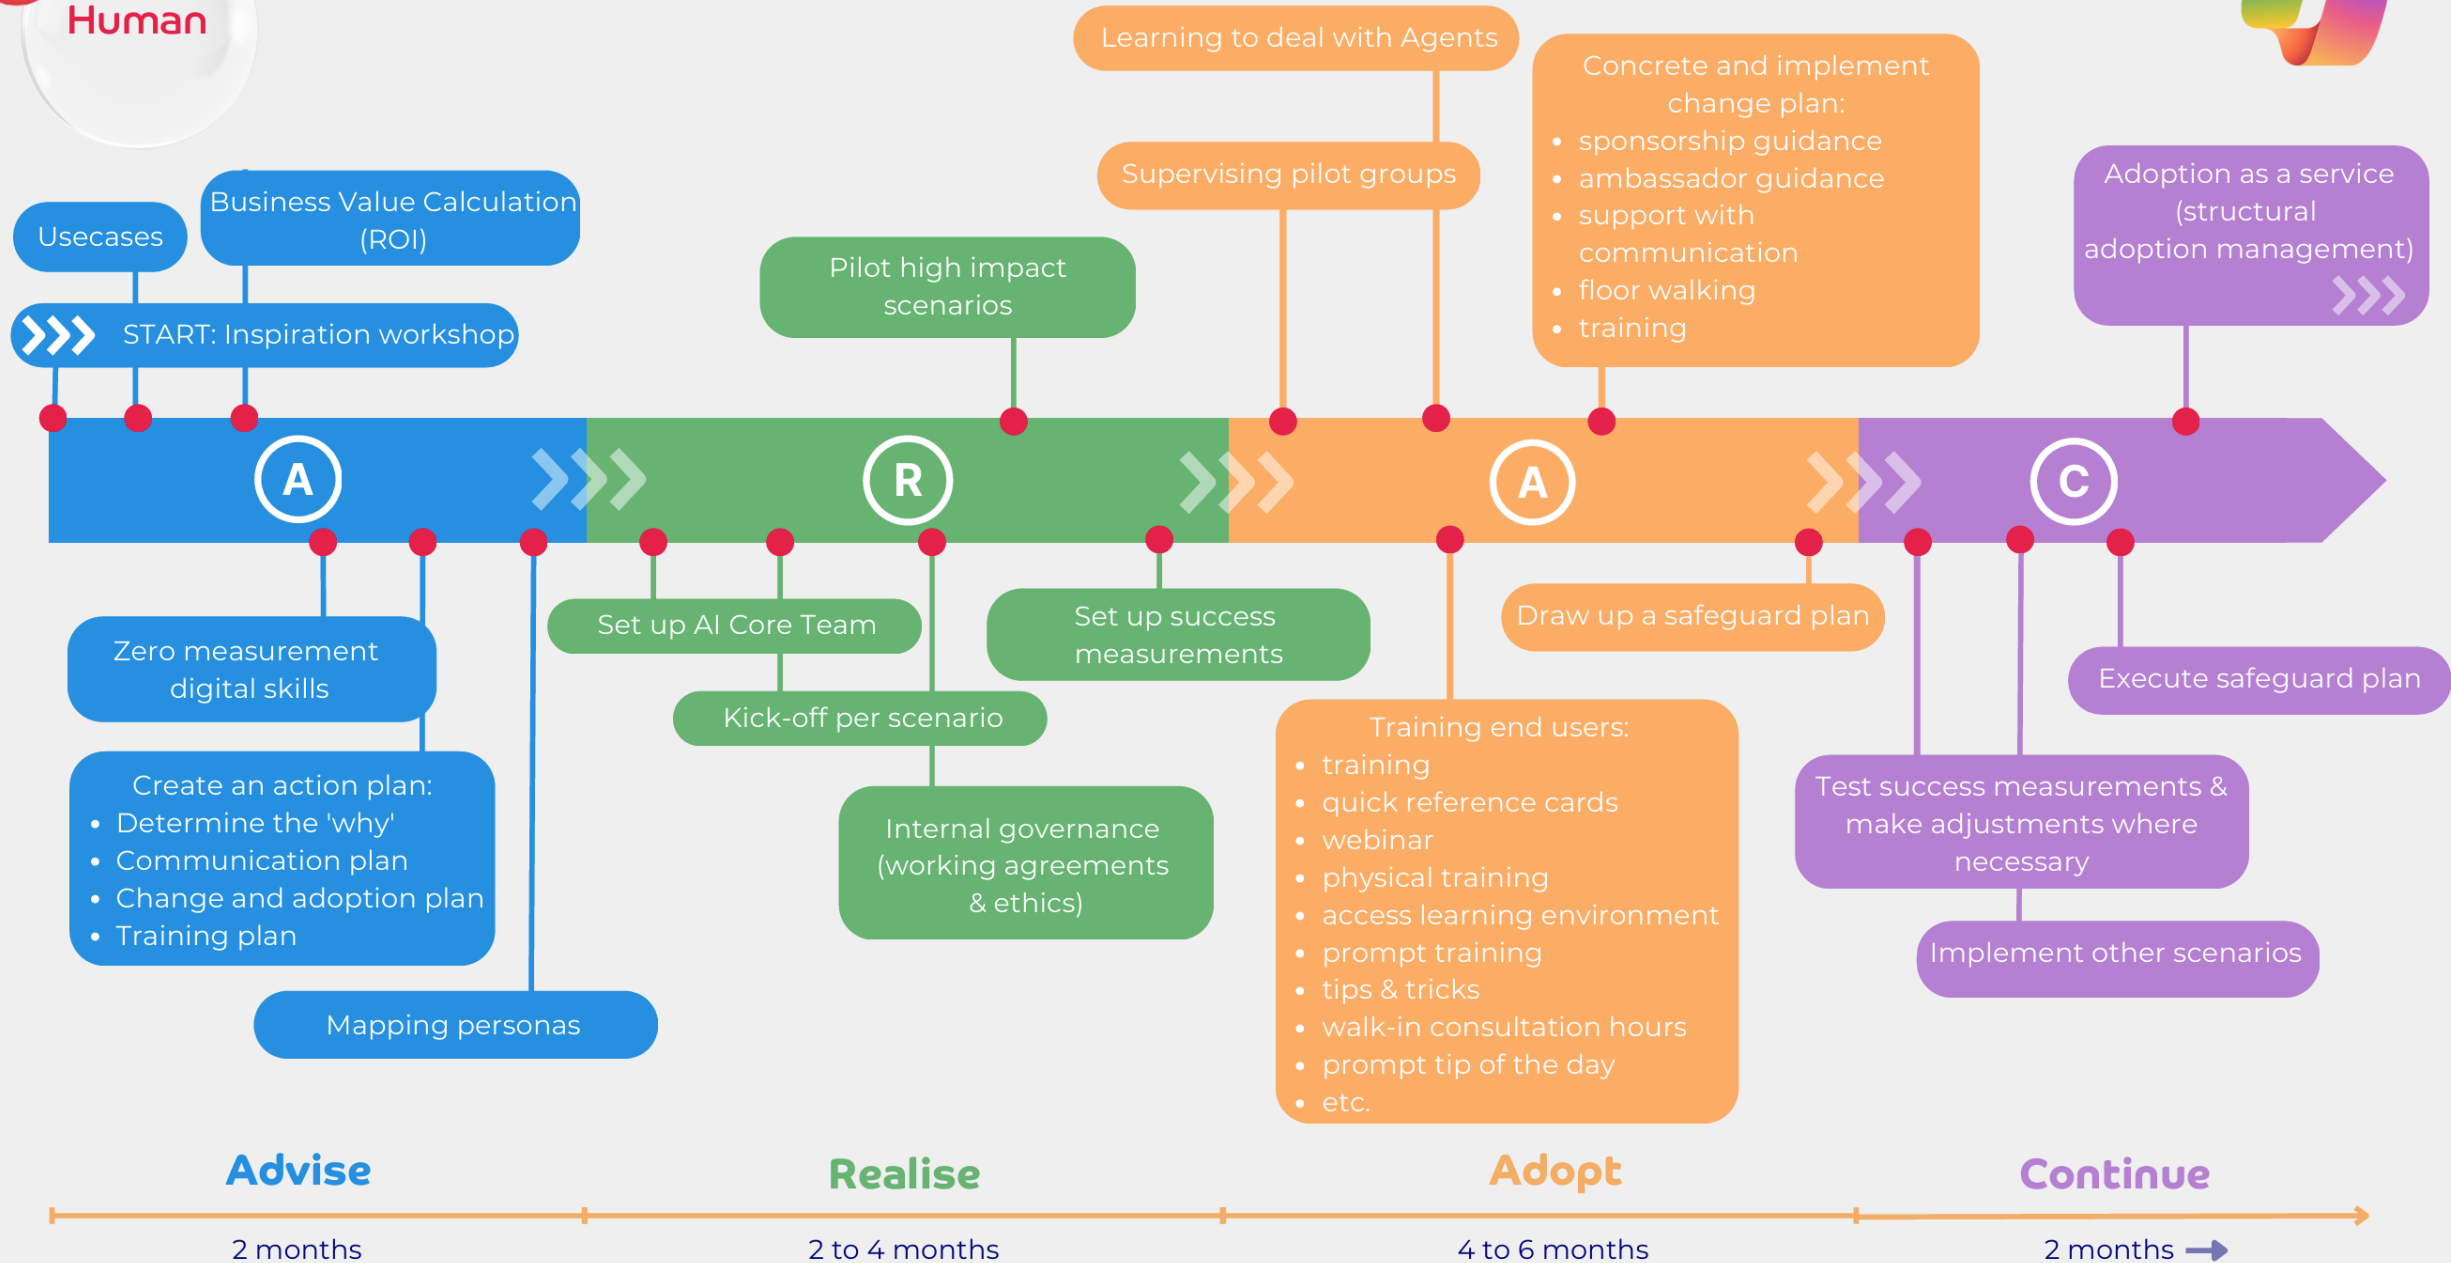 Human
Learning to deal with Agents
Concrete and implement
change plan:
• sponsorship guidance
• ambassador guidance
• support with
communication
• floor walking
• training
Supervising pilot groups
Adoption as a service
(structural
adoption management)
Usecases
Business Value Calculation
(ROI)
Pilot high impact
scenarios
START: Inspiration workshop
A
R
A
C
Zero measurement
digital skills
Set up AI Core Team
Set up success
measurements
Draw up a safeguard plan
Execute safeguard plan
Kick-off per scenario
Create an action plan:
• Determine the 'why'
• Communication plan
• Change and adoption plan
• Training plan
Internal governance
(working agreements
& ethics)
Training end users:
• training
• quick reference cards
• webinar
• physical training
• access learning environment
• prompt training
• tips & tricks
• walk-in consultation hours
• prompt tip of the day
• etc.
Test success measurements &
make adjustments where
necessary
Implement other scenarios
Mapping personas
Advise
Realise
Adopt
Continue
2 months
2 to 4 months
4 to 6 months
2 months